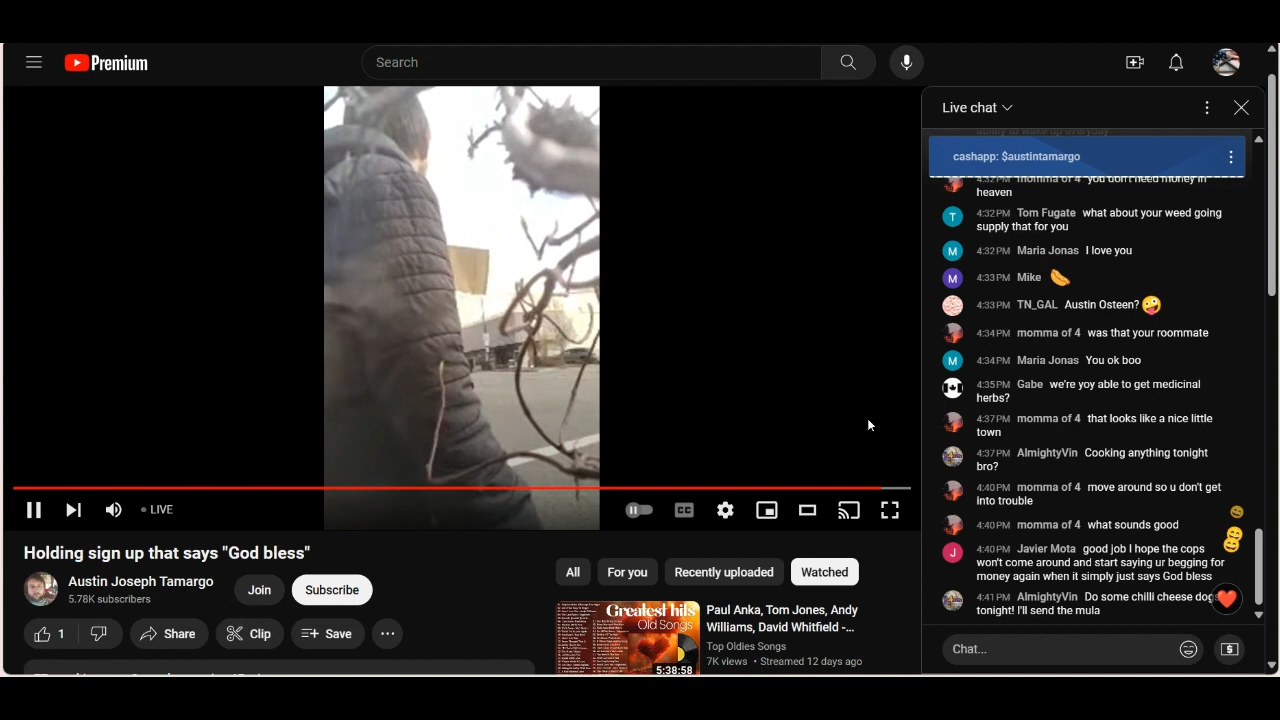 Premium
Search
Live chat
ability to wake up everyday
cashapp: $austintamargo
4:32PM momma of 4 you don't need money in
heaven
T 4:32PM Tom Fugate what about your weed going
supply that for you
M 4:32PM Maria Jonas I love you
M 4:33PM Mike
4:33PM TN_GAL Austin Osteen?
4:34PM momma of 4 was that your roommate
M 4:34PM Maria Jonas You ok boo
4:35PM Gabe we're yoy able to get medicinal
herbs?
4:37PM momma of 4 that looks like a nice little
town
4:37PM AlmightyVin Cooking anything tonight
bro?
4:40PM momma of 4 move around so u don't get
into trouble
4:40PM momma of 4 what sounds good
J 4:40PM Javier Mota good job I hope the cops
won't come around and start saying ur begging for
money again when it simply just says God bless
4:41PM AlmightyVin Do some chilli cheese dogs
tonight! I'll send the mula
Chat...
LIVE
CC
Holding sign up that says "God bless"
Austin Joseph Tamargo
5.78K subscribers
Join
Subscribe
1
Share
Clip
Save
All
For you
Recently uploaded
Watched
Greatest hits
Old Songs
5:38:58
Paul Anka, Tom Jones, Andy
Williams, David Whitfield -...
Top Oldies Songs
7K views • Streamed 12 days ago